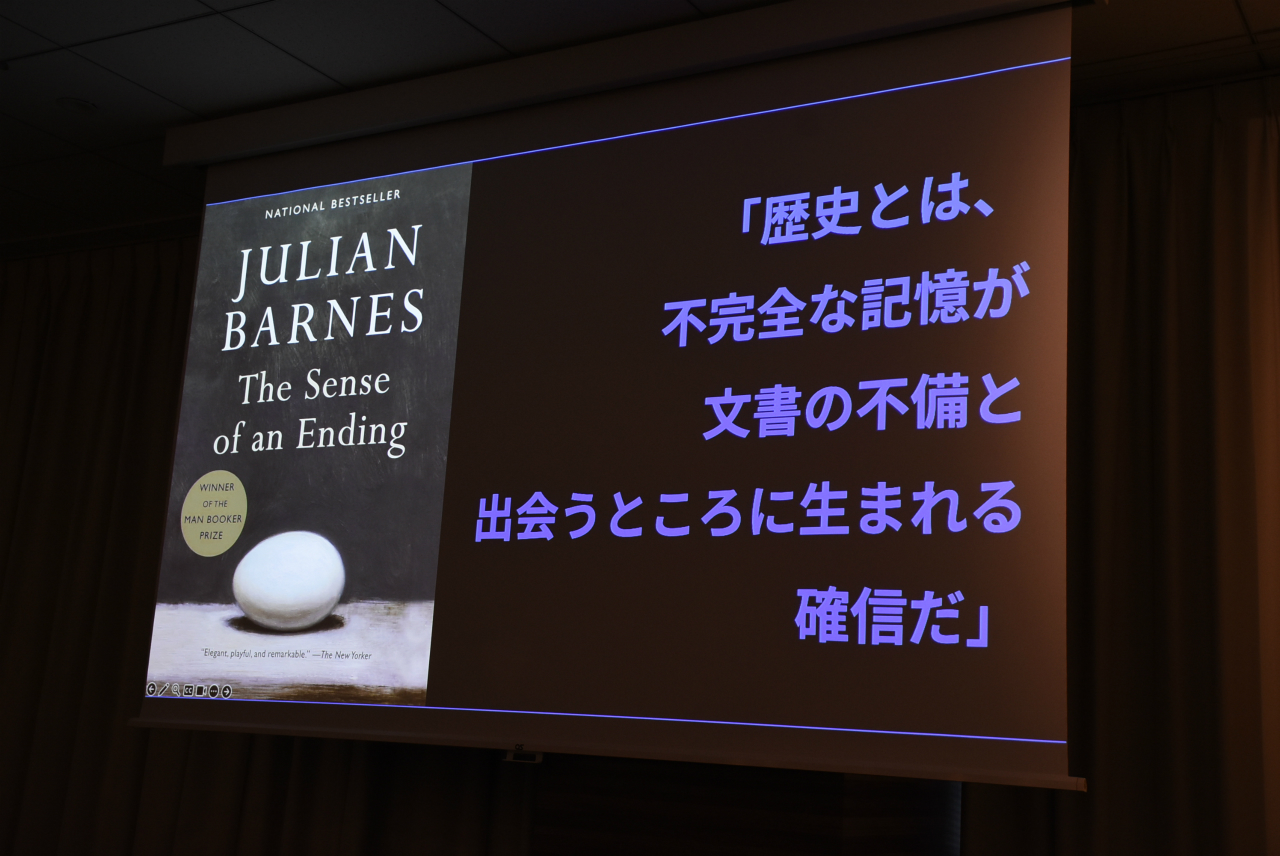 NATIONAL BESTSELLER
JULIAN
BARNES
The Sense
of an Ending
WINNER
OF THE
MAN BOOKER
PRIZE
"Elegant, playful, and remarkable." —The New Yorker
「歴史とは、
不完全な記憶が
文書の不備と
出会うところに生まれる
確信だ」